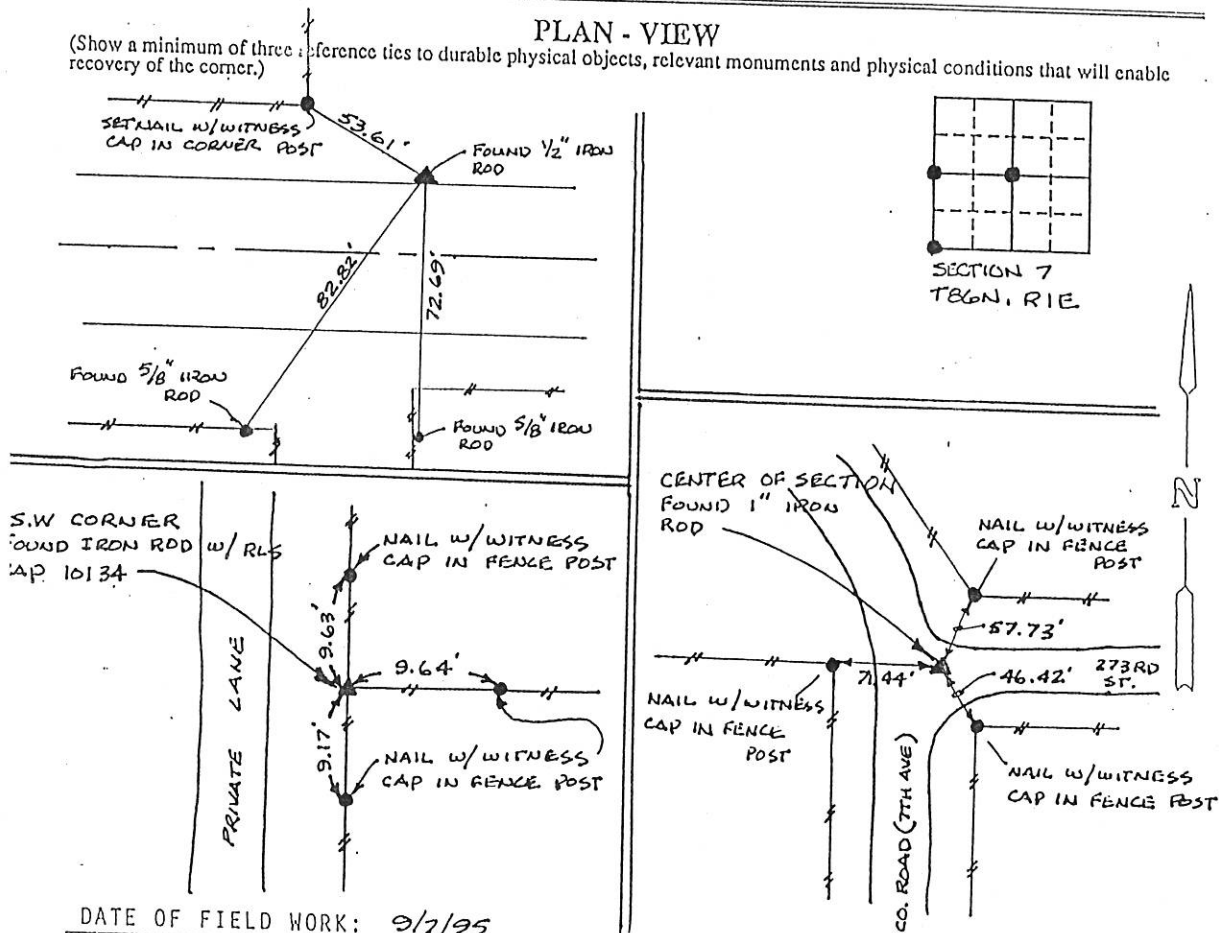 PLAN - VIEW
(Show a minimum of three reference ties to durable physical objects, relevant monuments and physical conditions that will enable
recovery of the corner.)
SET NAIL W/WITNESS
CAP IN CORNER POST
53.61'
FOUND 1/2" IRON
ROD
82.82'
72.69'
FOUND 5/8" IRON
ROD
FOUND 5/8" IRON
ROD
SECTION 7
T86N, R1E
N
S.W CORNER
FOUND IRON ROD W/ RLS
CAP 10134
NAIL W/WITNESS
CAP IN FENCE POST
9.63'
9.64'
9.17'
NAIL W/WITNESS
CAP IN FENCE POST
PRIVATE LANE
CENTER OF SECTION
FOUND 1" IRON
ROD
NAIL W/WITNESS
CAP IN FENCE
POST
57.73'
71.44'
46.42'
273RD
ST.
NAIL W/WITNESS
CAP IN FENCE
POST
NAIL W/WITNESS
CAP IN FENCE POST
CO. ROAD (7TH AVE)
DATE OF FIELD WORK: 9/7/95